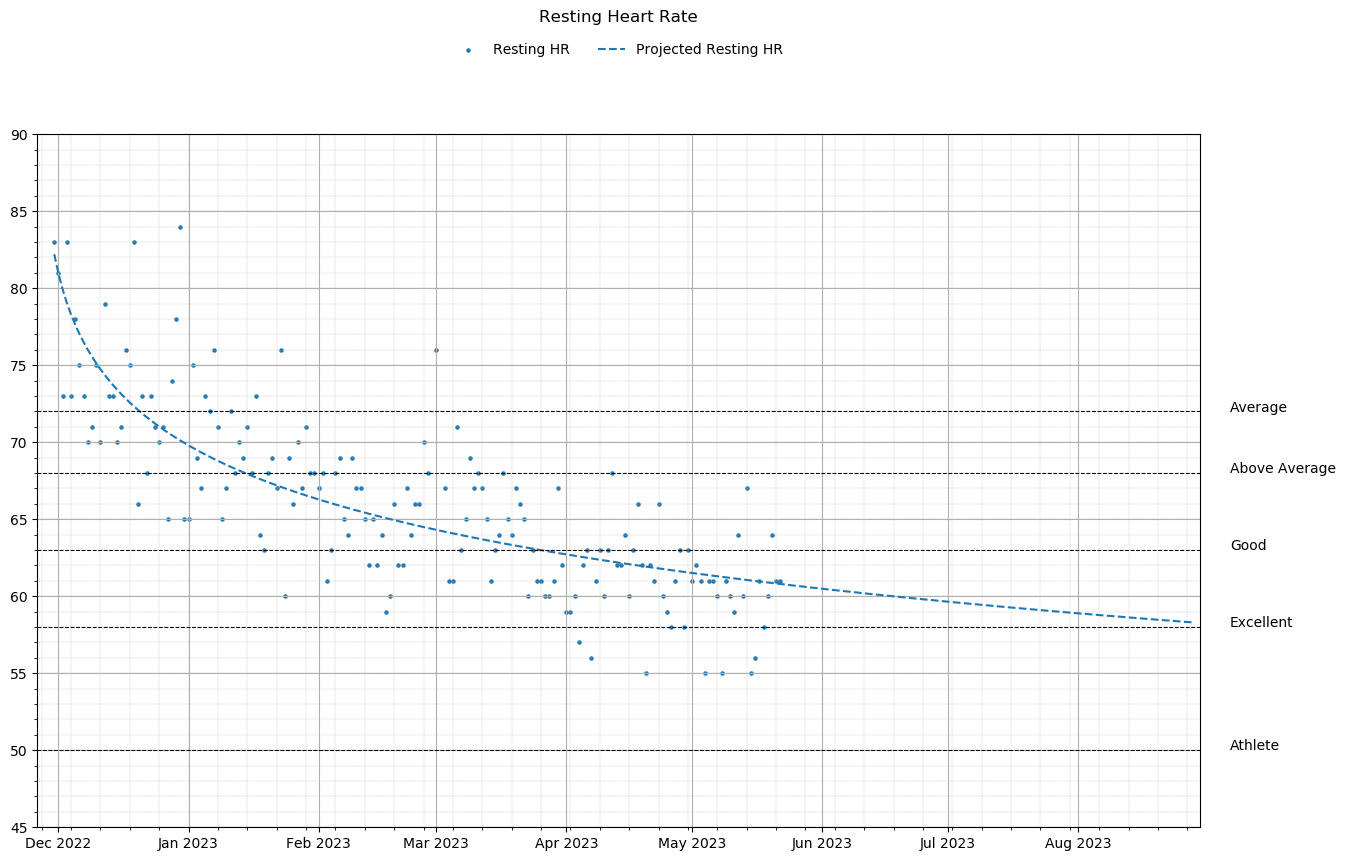 Resting Heart Rate
Resting HR Projected Resting HR
90
85
80
75
Average
70
Above Average
65
Good
60
Excellent
55
50
Athlete
45
Dec 2022 Jan 2023 Feb 2023 Mar 2023 Apr 2023 May 2023 Jun 2023 Jul 2023 Aug 2023